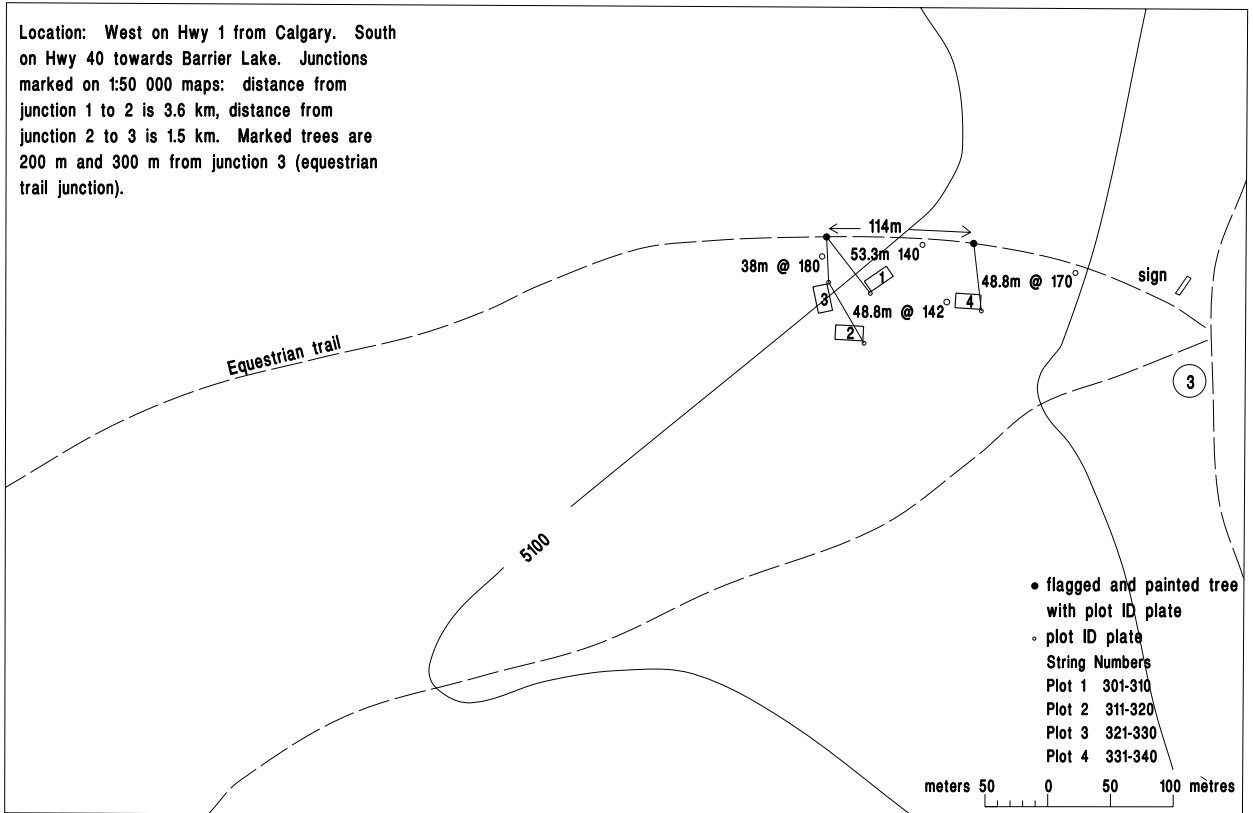 Location: West on Hwy 1 from Calgary. South
on Hwy 40 towards Barrier Lake. Junctions
marked on 1:50 000 maps: distance from
junction 1 to 2 is 3.6 km, distance from
junction 2 to 3 is 1.5 km. Marked trees are
200 m and 300 m from junction 3 (equestrian
trail junction).
114m
53.3m 140°
38m @ 180°
1
48.8m @ 170°
sign
3
48.8m @ 142°
4
2
Equestrian trail
3
5100
● flagged and painted tree
with plot ID plate
○ plot ID plate
String Numbers
Plot 1 301-310
Plot 2 311-320
Plot 3 321-330
Plot 4 331-340
meters 50 0 50 100 metres